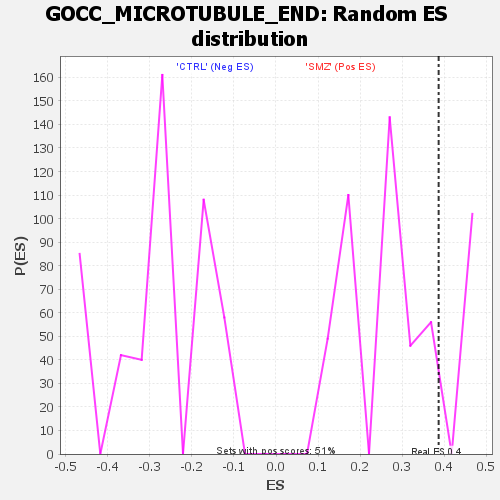 GOCC_MICROTUBULE_END: Random ES
distribution
'CTRL' (Neg ES) 'SMZ' (Pos ES)
P(ES)
160
150
140
130
120
110
100
90
80
70
60
50
40
30
20
10
0
Sets with pos scores: 51% Real ES 0.4
-0.5 -0.4 -0.3 -0.2 -0.1 0.0 0.1 0.2 0.3 0.4 0.5
ES